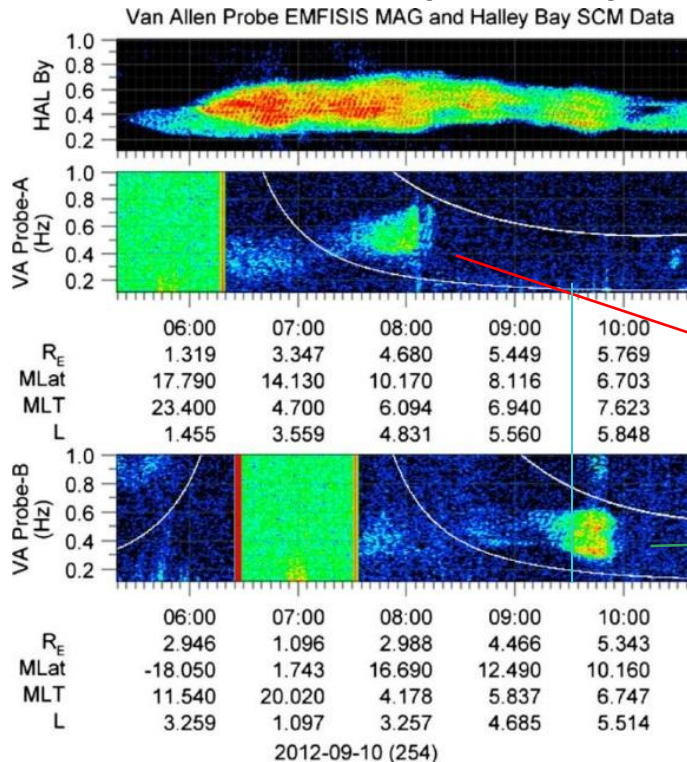 Van Allen Probe EMFISIS MAG and Halley Bay SCM Data
HAL By
1.0
0.8
0.6
0.4
0.2
VA Probe-A
(Hz)
1.0
0.8
0.6
0.4
0.2
06:00 07:00 08:00 09:00 10:00
RE 1.319 3.347 4.680 5.449 5.769
MLat 17.790 14.130 10.170 8.116 6.703
MLT 23.400 4.700 6.094 6.940 7.623
L 1.455 3.559 4.831 5.560 5.848
VA Probe-B
(Hz)
1.0
0.8
0.6
0.4
0.2
06:00 07:00 08:00 09:00 10:00
RE 2.946 1.096 2.988 4.466 5.343
MLat -18.050 1.743 16.690 12.490 10.160
MLT 11.540 20.020 4.178 5.837 6.747
L 3.259 1.097 3.257 4.685 5.514
2012-09-10 (254)